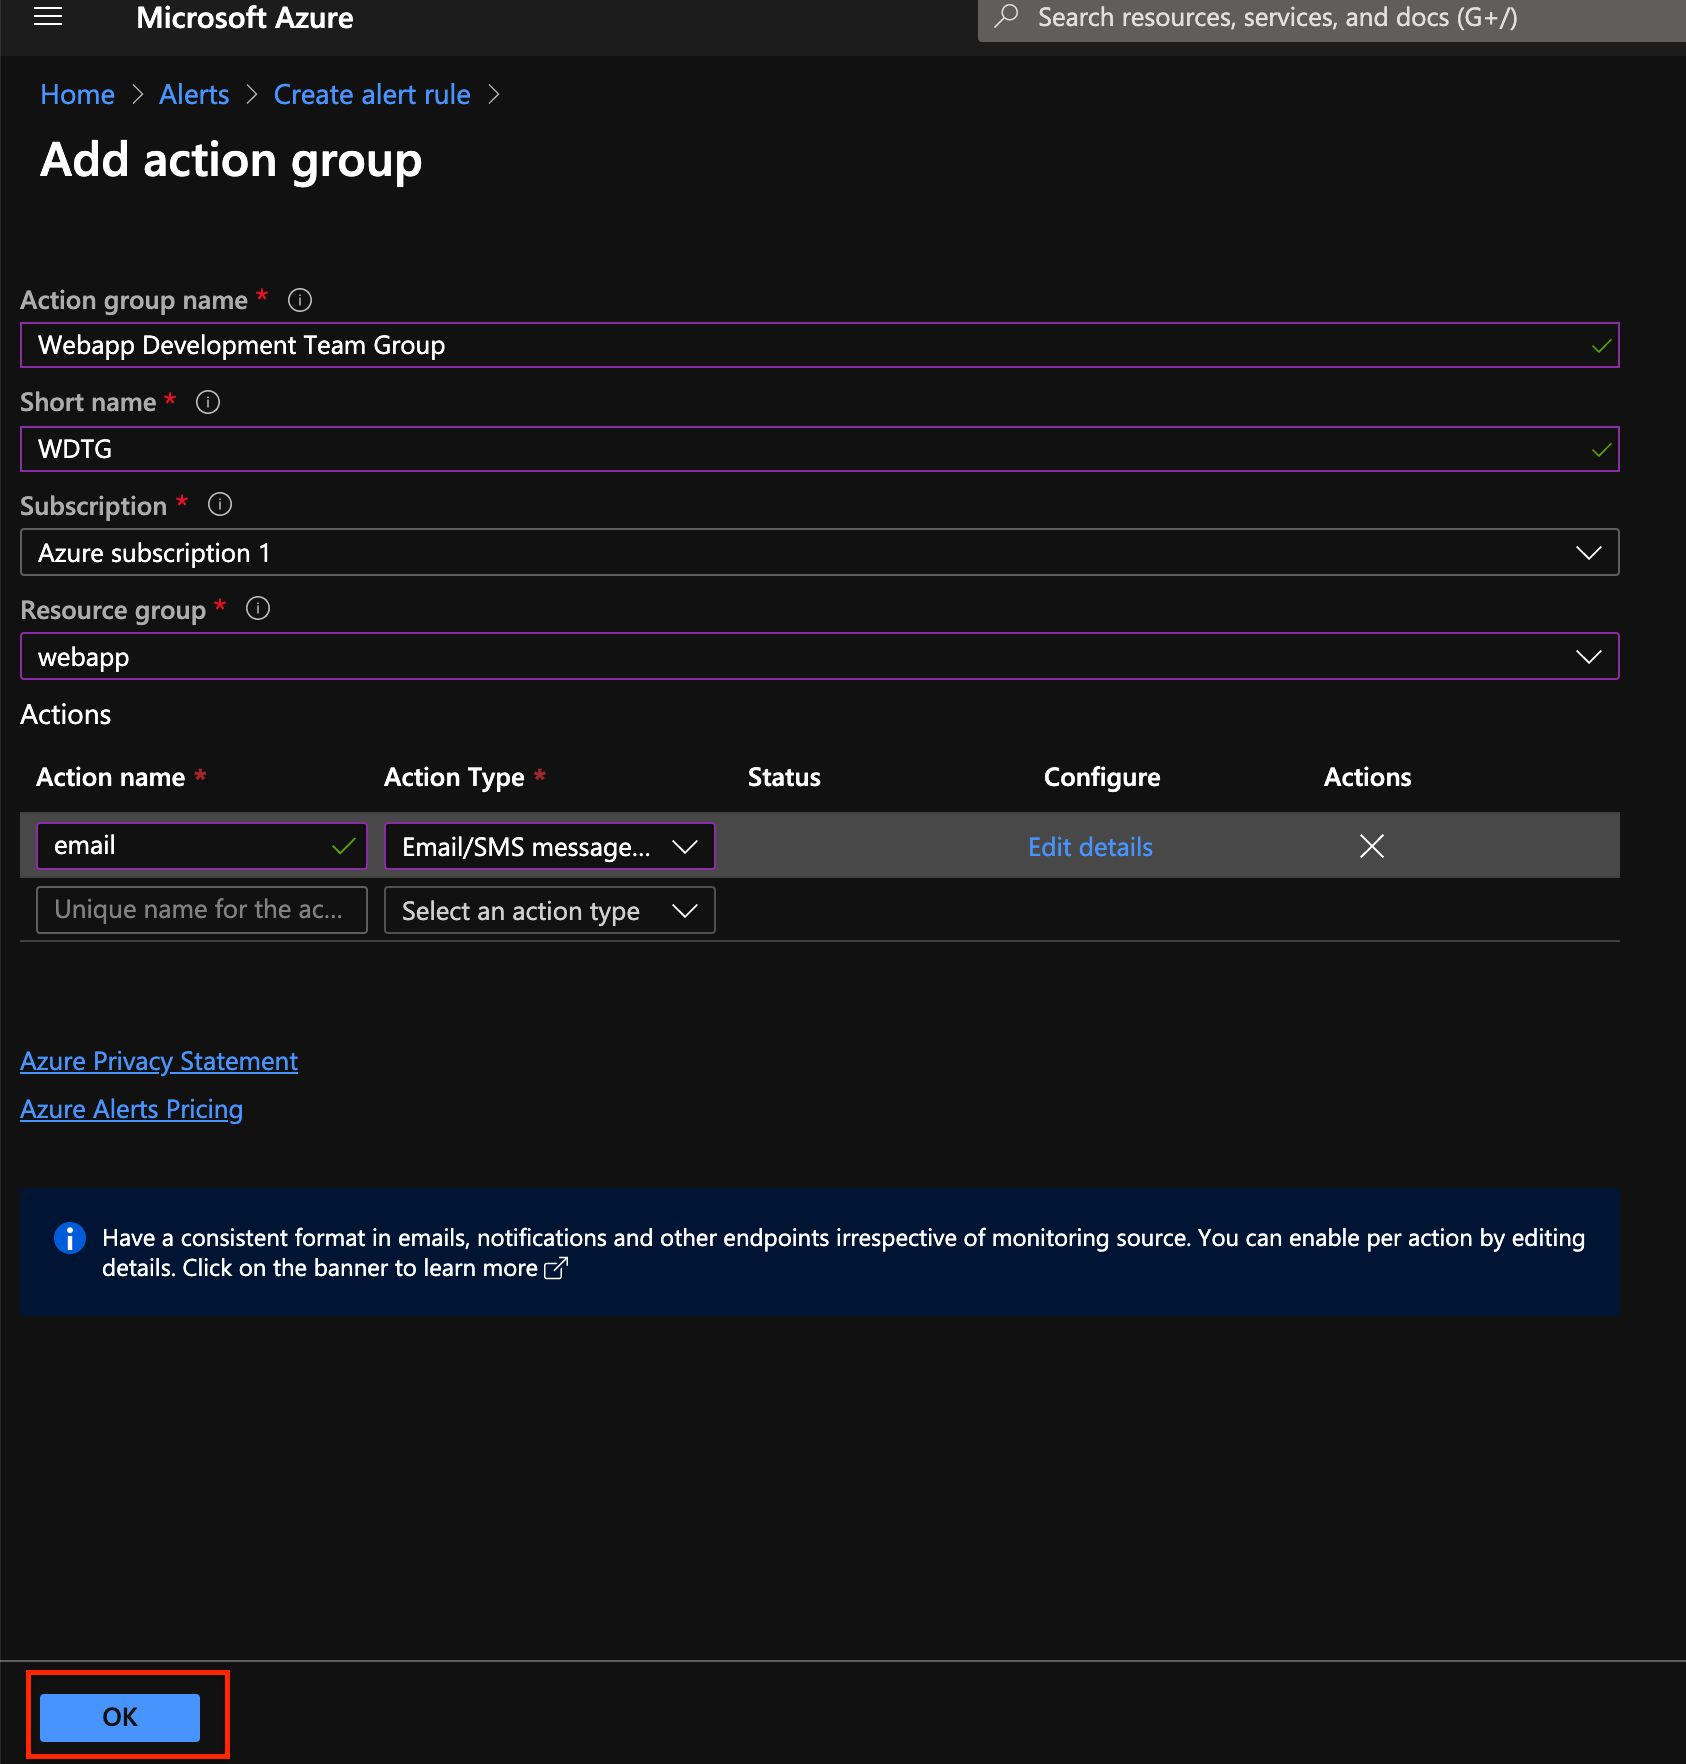 Microsoft Azure
Search resources, services, and docs (G+/)
Home > Alerts > Create alert rule >
Add action group
Action group name *
Webapp Development Team Group
Short name *
WDTG
Subscription *
Azure subscription 1
Resource group *
webapp
Actions
Action name * Action Type * Status Configure Actions
email Email/SMS message... Edit details
Unique name for the ac... Select an action type
Azure Privacy Statement
Azure Alerts Pricing
Have a consistent format in emails, notifications and other endpoints irrespective of monitoring source. You can enable per action by editing
details. Click on the banner to learn more
OK